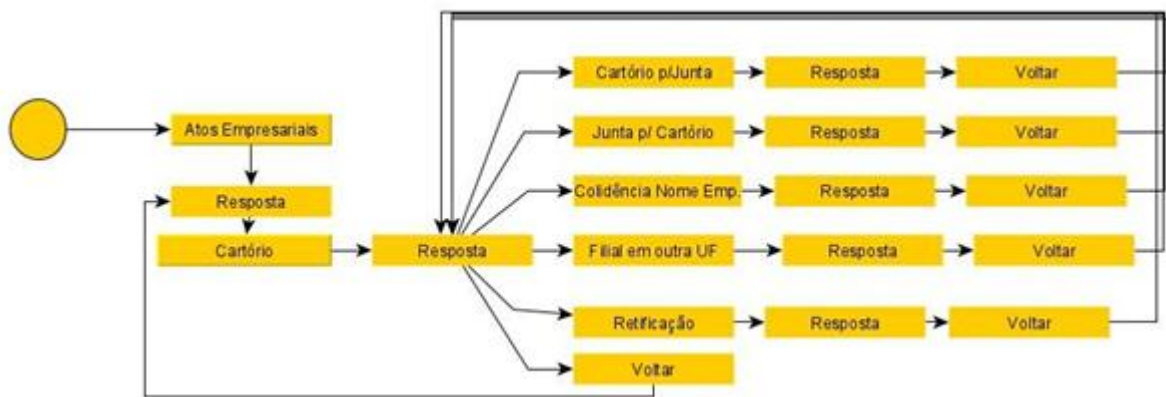 Cartório p/Junta
Resposta
Voltar
Atos Empresariais
Junta p/ Cartório
Resposta
Voltar
Resposta
Colidência Nome Emp.
Resposta
Voltar
Cartório
Resposta
Filial em outra UF
Resposta
Voltar
Retificação
Resposta
Voltar
Voltar